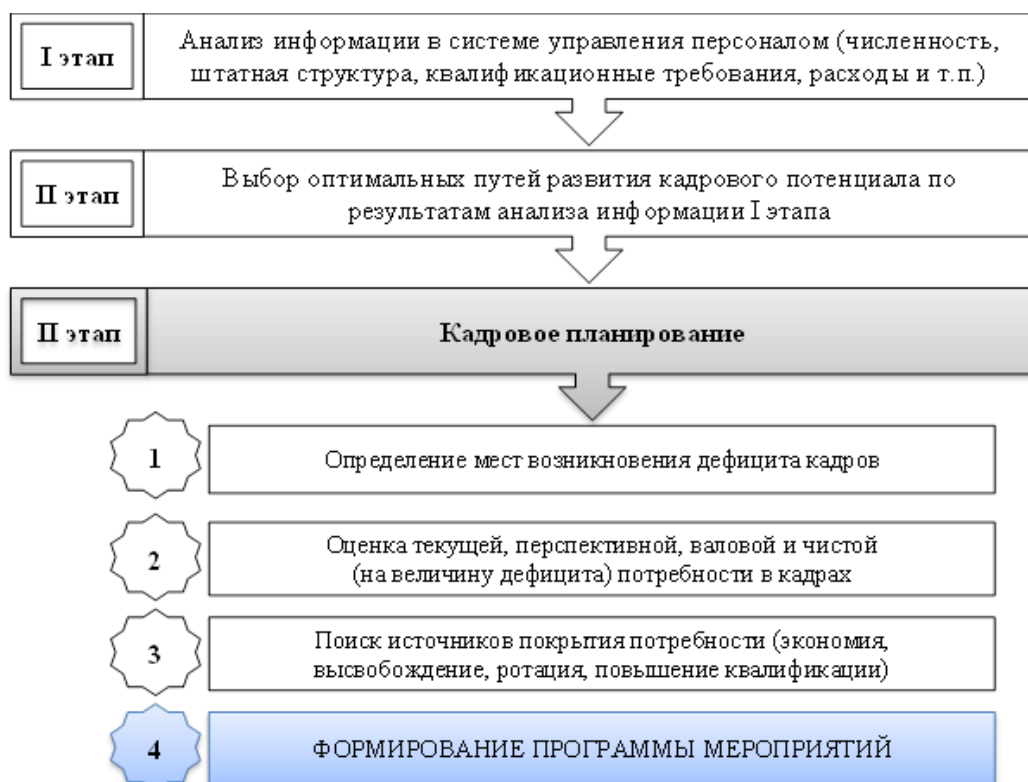 I этап
Анализ информации в системе управления персоналом (численность,
штатная структура, квалификационные требования, расходы и т.п.)
II этап
Выбор оптимальных путей развития кадрового потенциала по
результатам анализа информации I этапа
II этап
Кадровое планирование
1
Определение мест возникновения дефицита кадров
2
Оценка текущей, перспективной, валовой и чистой
(на величину дефицита) потребности в кадрах
3
Поиск источников покрытия потребности (экономия,
высвобождение, ротация, повышение квалификации)
4
ФОРМИРОВАНИЕ ПРОГРАММЫ МЕРОПРИЯТИЙ